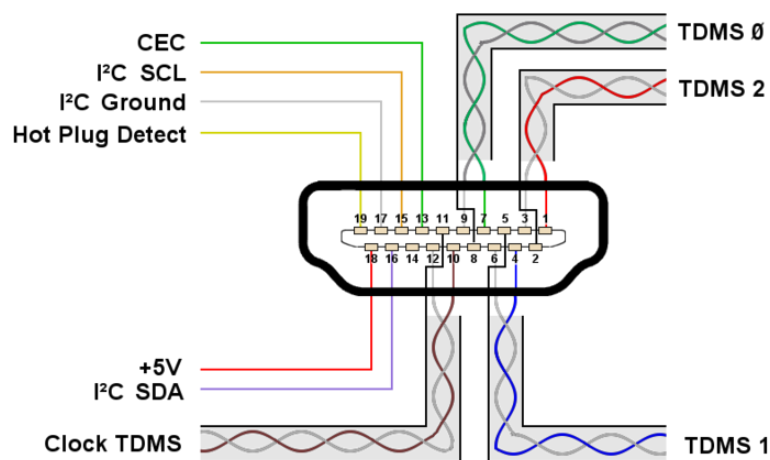 CEC
I²C SCL
I²C Ground
Hot Plug Detect
TDMS Ø
TDMS 2
19 17 15 13 11 9 7 5 3 1
18 16 14 12 10 8 6 4 2
+5V
I²C SDA
Clock TDMS
TDMS 1